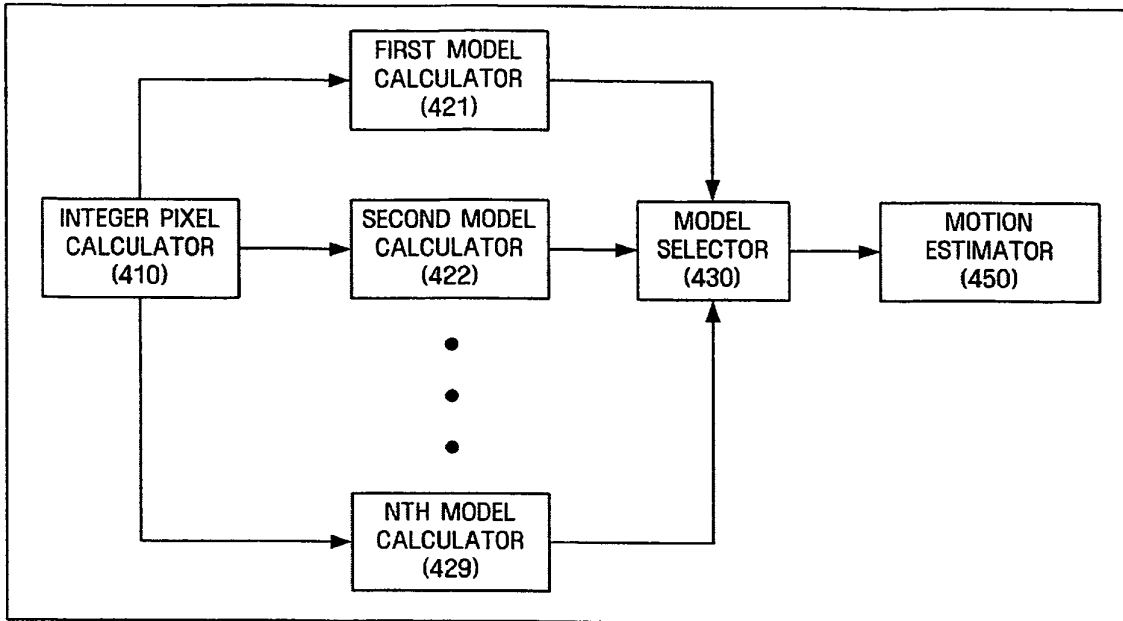 FIRST MODEL
CALCULATOR
(421)
INTEGER PIXEL
CALCULATOR
(410)
SECOND MODEL
CALCULATOR
(422)
MODEL
SELECTOR
(430)
MOTION
ESTIMATOR
(450)
NTH MODEL
CALCULATOR
(429)